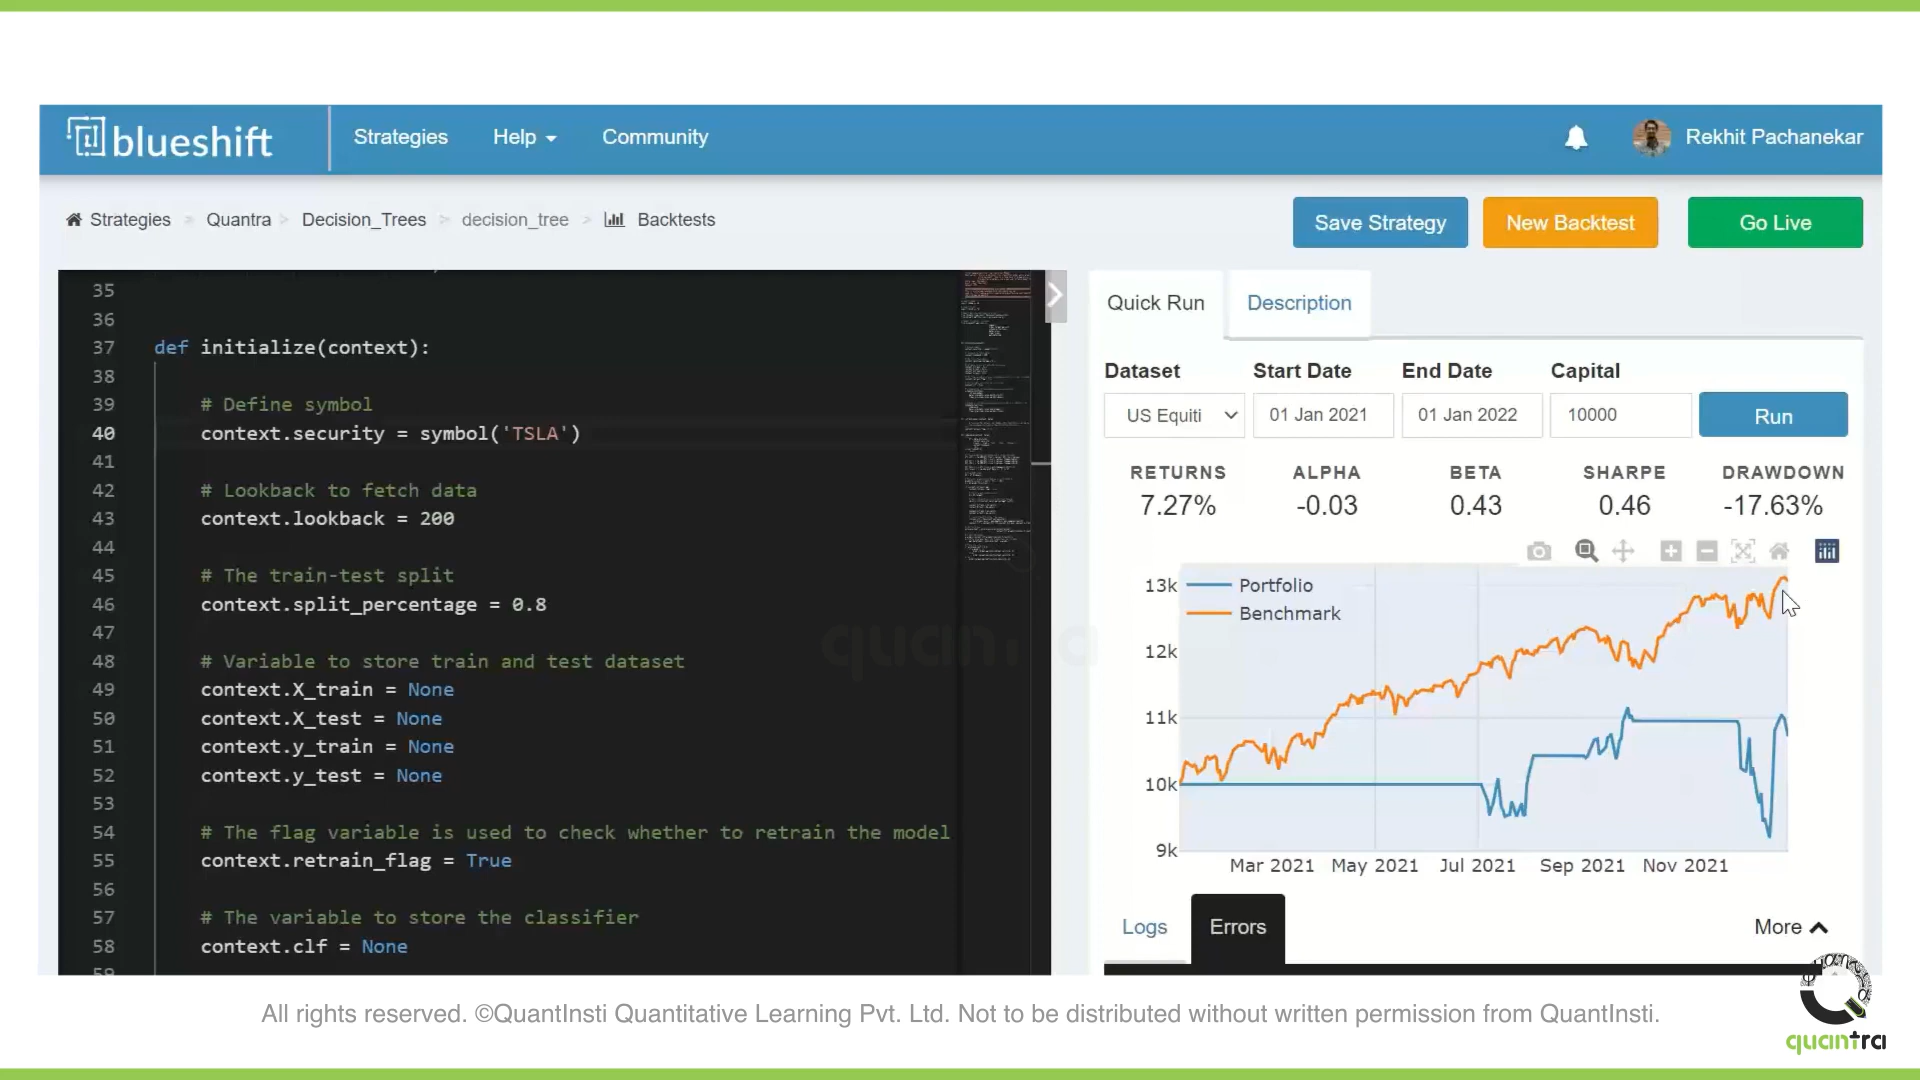 blueshift
Strategies
Help
Community
Rekhit Pachanekar
Strategies > Quantra > Decision_Trees > decision_tree > Backtests
Save Strategy
New Backtest
Go Live
35
36
37 def initialize(context):
38
39 # Define symbol
40 context.security = symbol('TSLA')
41
42 # Lookback to fetch data
43 context.lookback = 200
44
45 # The train-test split
46 context.split_percentage = 0.8
47
48 # Variable to store train and test dataset
49 context.X_train = None
50 context.X_test = None
51 context.y_train = None
52 context.y_test = None
53
54 # The flag variable is used to check whether to retrain the model
55 context.retrain_flag = True
56
57 # The variable to store the classifier
58 context.clf = None
59
Quick Run
Description
Dataset Start Date End Date Capital
US Equiti 01 Jan 2021 01 Jan 2022 10000 Run
RETURNS ALPHA BETA SHARPE DRAWDOWN
7.27% -0.03 0.43 0.46 -17.63%
Portfolio
Benchmark
13k
12k
11k
10k
9k
Mar 2021 May 2021 Jul 2021 Sep 2021 Nov 2021
Logs
Errors
More
quantra
All rights reserved. ©QuantInsti Quantitative Learning Pvt. Ltd. Not to be distributed without written permission from QuantInsti.
quantra